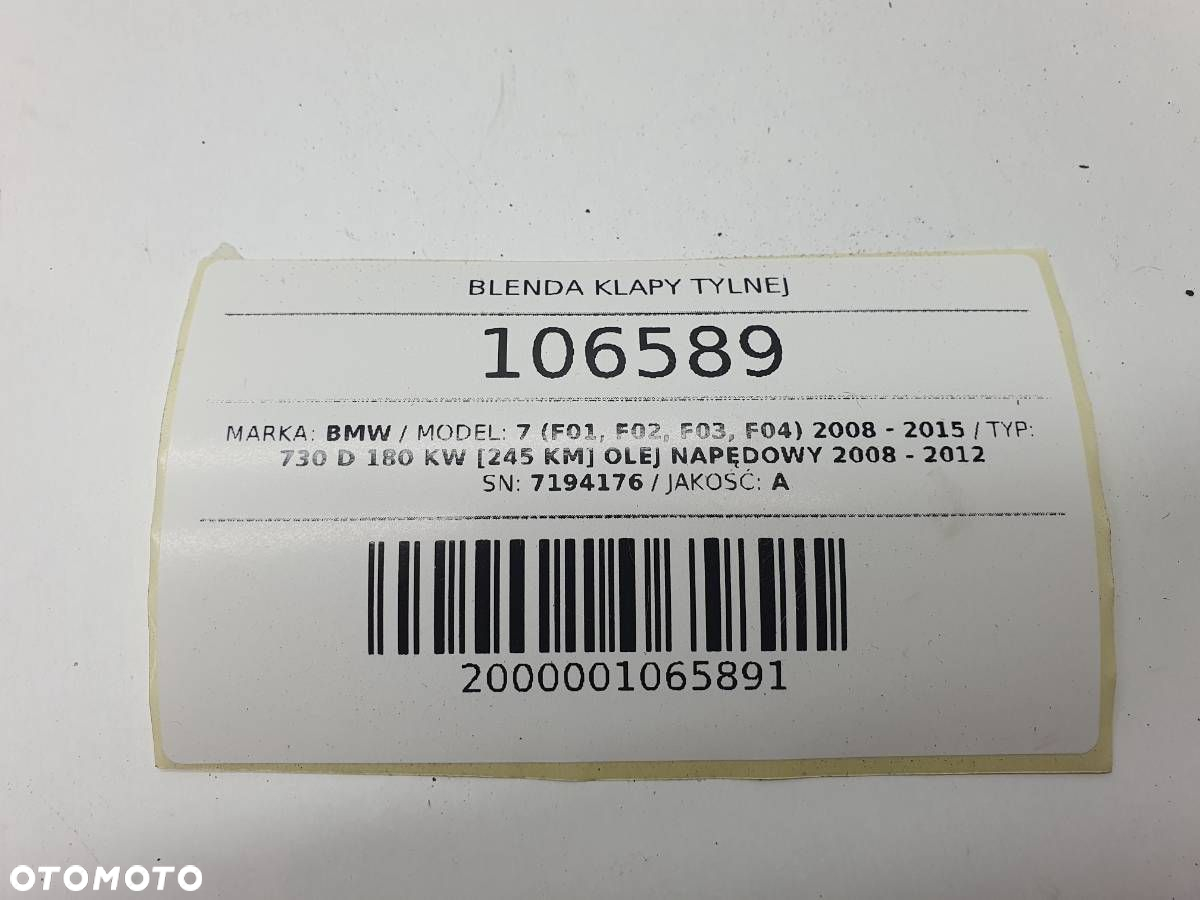 BLENDA KLAPY TYLNEJ
106589
MARKA: BMW / MODEL: 7 (F01, F02, F03, F04) 2008 - 2015 / TYP:
730 D 180 KW [245 KM] OLEJ NAPĘDOWY 2008 - 2012
SN: 7194176 / JAKOŚĆ: A
2000001065891
OTOMOTO